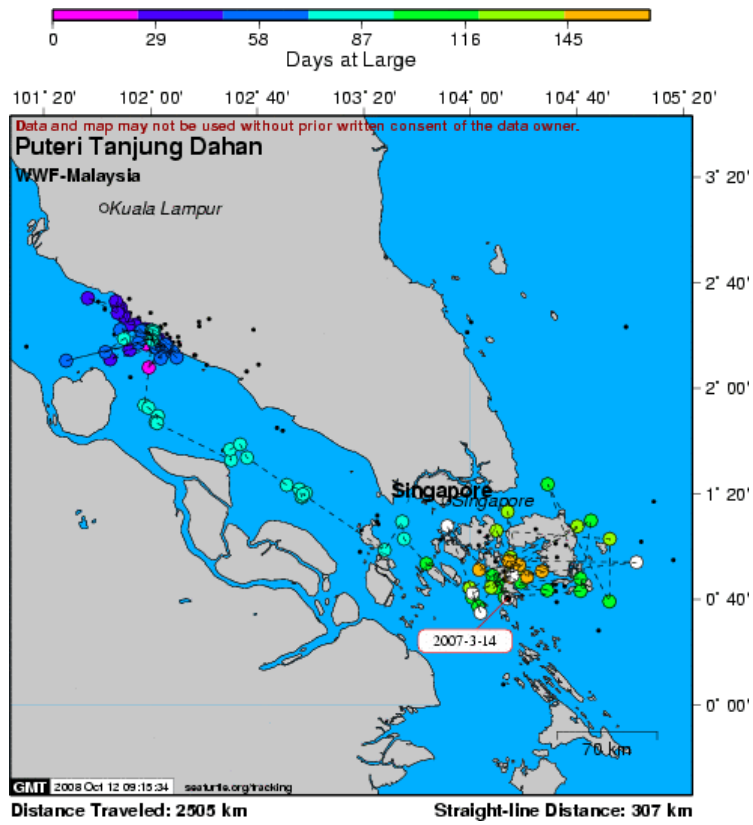 0 29 58 87 116 145
Days at Large
101˚ 20' 102˚ 00' 102˚ 40' 103˚ 20' 104˚ 00' 104˚ 40' 105˚ 20'
Data and map may not be used without prior written consent of the data owner.
Puteri Tanjung Dahan
WWF-Malaysia
3˚ 20'
Kuala Lampur
2˚ 40'
2˚ 00'
1˚ 20'
Singapore
Singapore
0˚ 40'
2007-3-14
0˚ 00'
70 km
GMT 2008 Oct 12 09:15:34 seaturtle.org/tracking
Distance Traveled: 2505 km Straight-line Distance: 307 km